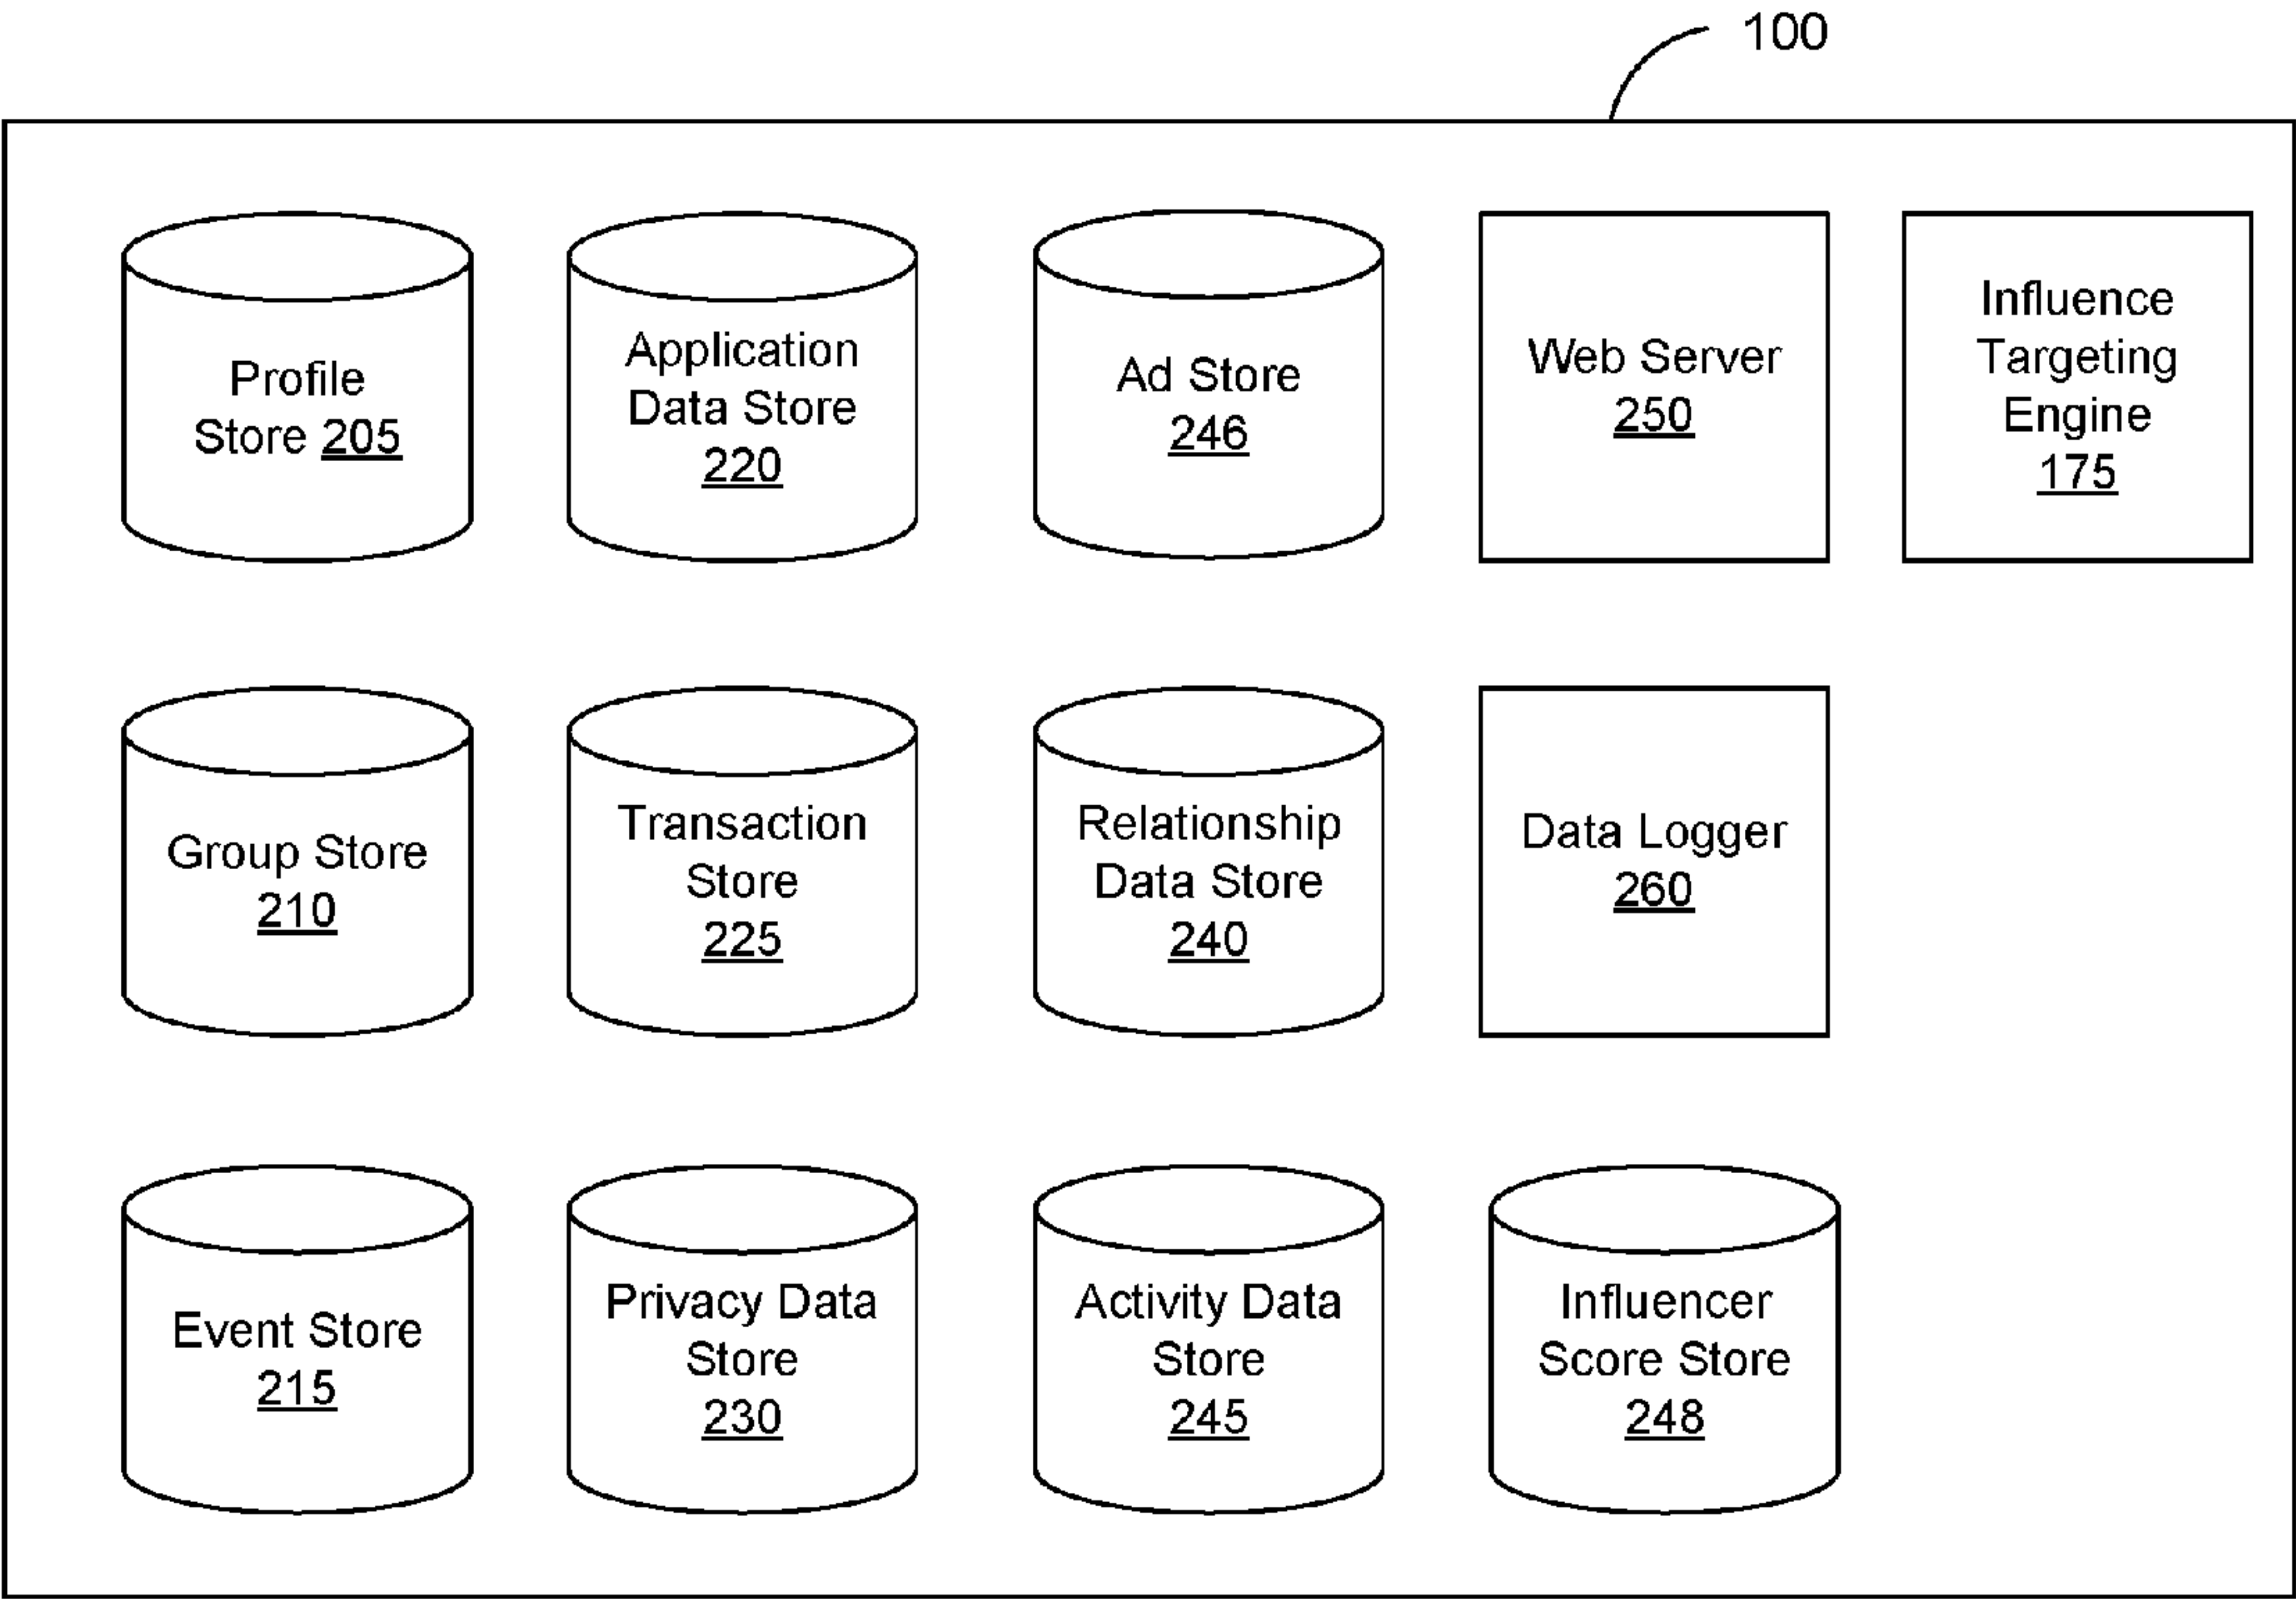 100
Profile
Store 205
Application
Data Store
220
Ad Store
246
Web Server
250
Influence
Targeting
Engine
175
Group Store
210
Transaction
Store
225
Relationship
Data Store
240
Data Logger
260
Event Store
215
Privacy Data
Store
230
Activity Data
Store
245
Influencer
Score Store
248